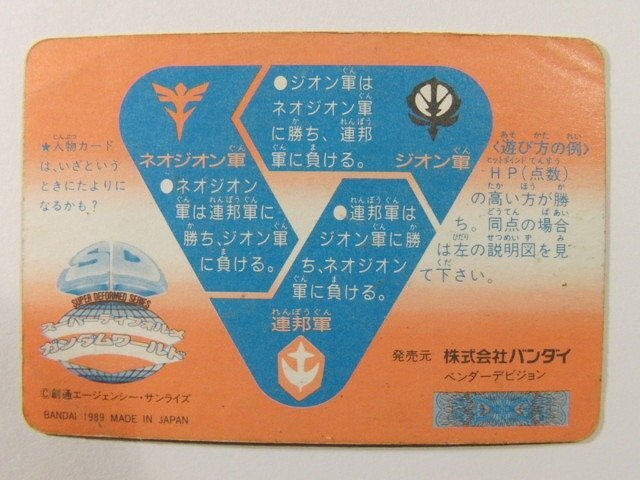 ●ジオン軍は
ネオジオン軍
に勝ち、連邦
軍に負ける。
ネオジオン軍
ジオン軍
●ネオジオン
軍は連邦軍に
勝ち、ジオン軍
に負ける。
●連邦軍は
ジオン軍に勝
ち、ネオジオン
軍に負ける。
連邦軍
★人物カード
は、いざという
ときにたよりに
なるかも?
〈遊び方の例〉
HP(点数)
の高い方が勝
ち。同点の場合
は左の説明図を見
て下さい。
SD
SUPER DEFORMED SERIES
スーパーディフォルメ
ガンダムワールド
©創通エージェンシー・サンライズ
BANDAI 1989 MADE IN JAPAN
発売元 株式会社バンダイ
ベンダーデビジョン